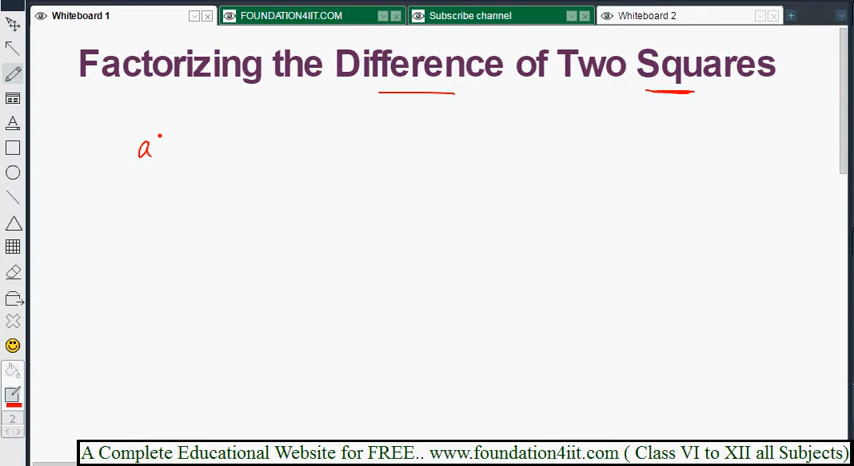 Whiteboard 1 FOUNDATION4IIT.COM Subscribe channel Whiteboard 2
Factorizing the Difference of Two Squares
a
2
A Complete Educational Website for FREE.. www.foundation4iit.com ( Class VI to XII all Subjects)